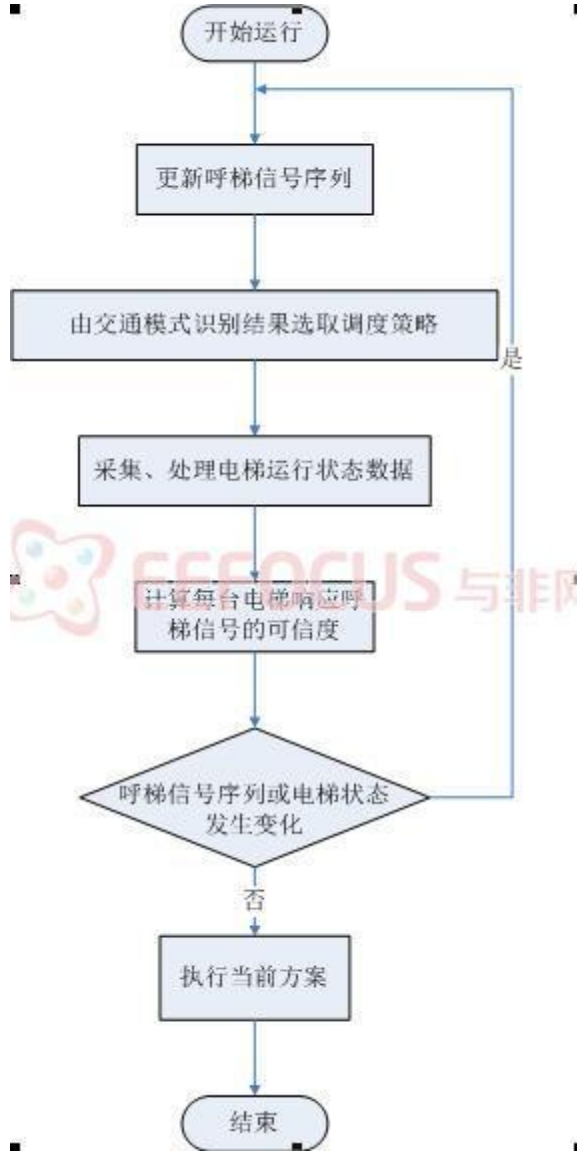 开始运行
更新呼梯信号序列
由交通模式识别结果选取调度策略
是
采集、处理电梯运行状态数据
EEFOCUS 与非网
计算每台电梯响应呼
梯信号的可信度
呼梯信号序列或电梯状态
发生变化
否
执行当前方案
结束